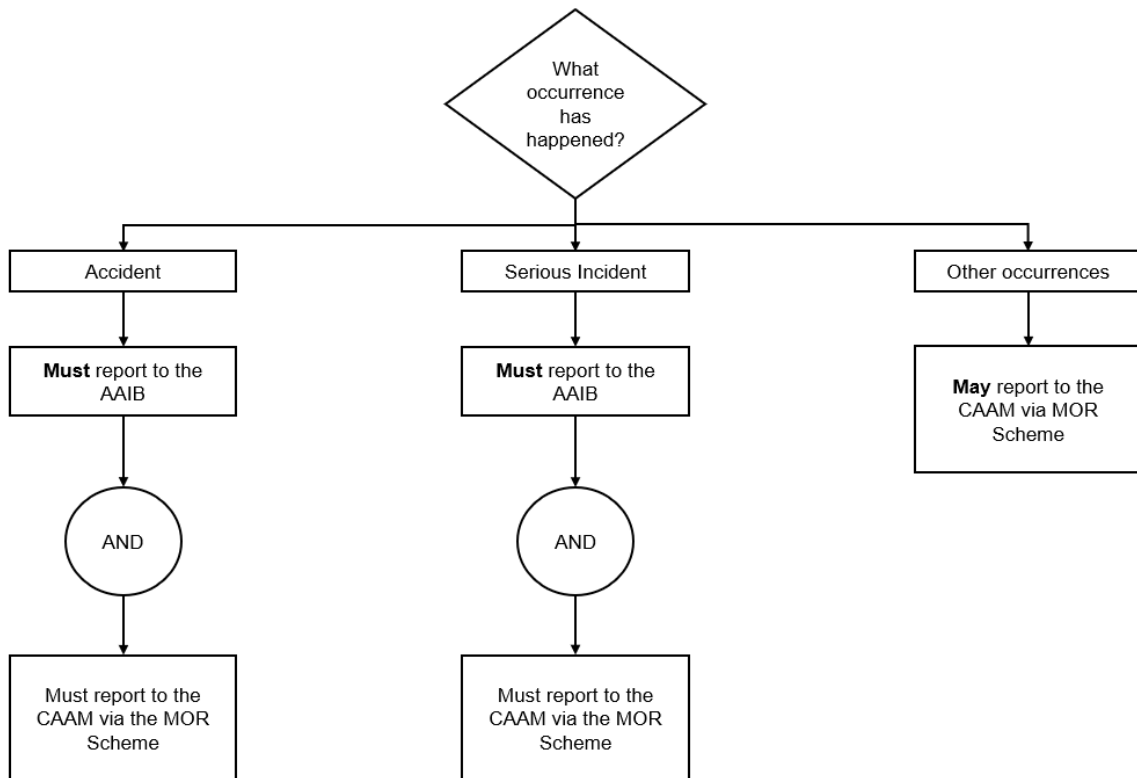 What
occurrence
has
happened?
Accident
Serious Incident
Other occurrences
Must report to the
AAIB
Must report to the
AAIB
May report to the
CAAM via MOR
Scheme
AND
AND
Must report to the
CAAM via the MOR
Scheme
Must report to the
CAAM via the MOR
Scheme